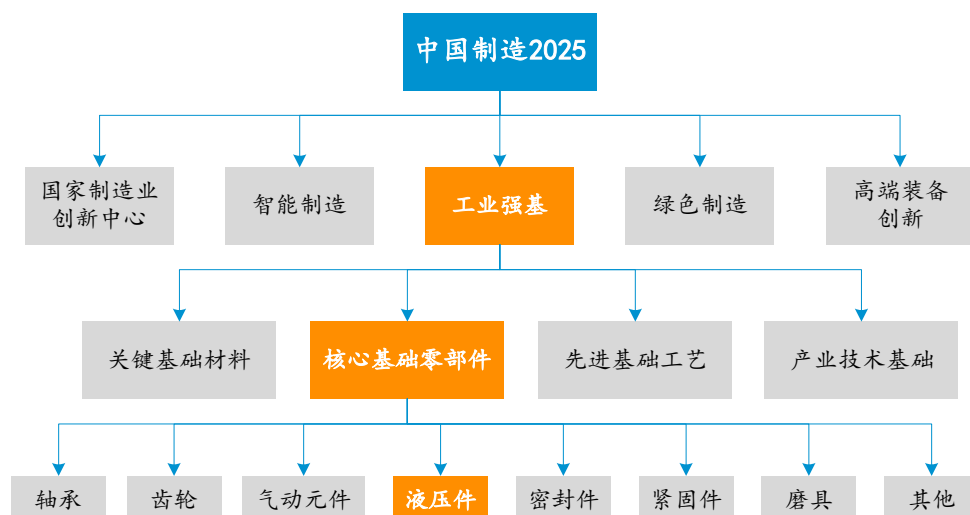 中国制造2025
国家制造业
创新中心
智能制造
工业强基
绿色制造
高端装备
创新
关键基础材料
核心基础零部件
先进基础工艺
产业技术基础
轴承
齿轮
气动元件
液压件
密封件
紧固件
磨具
其他